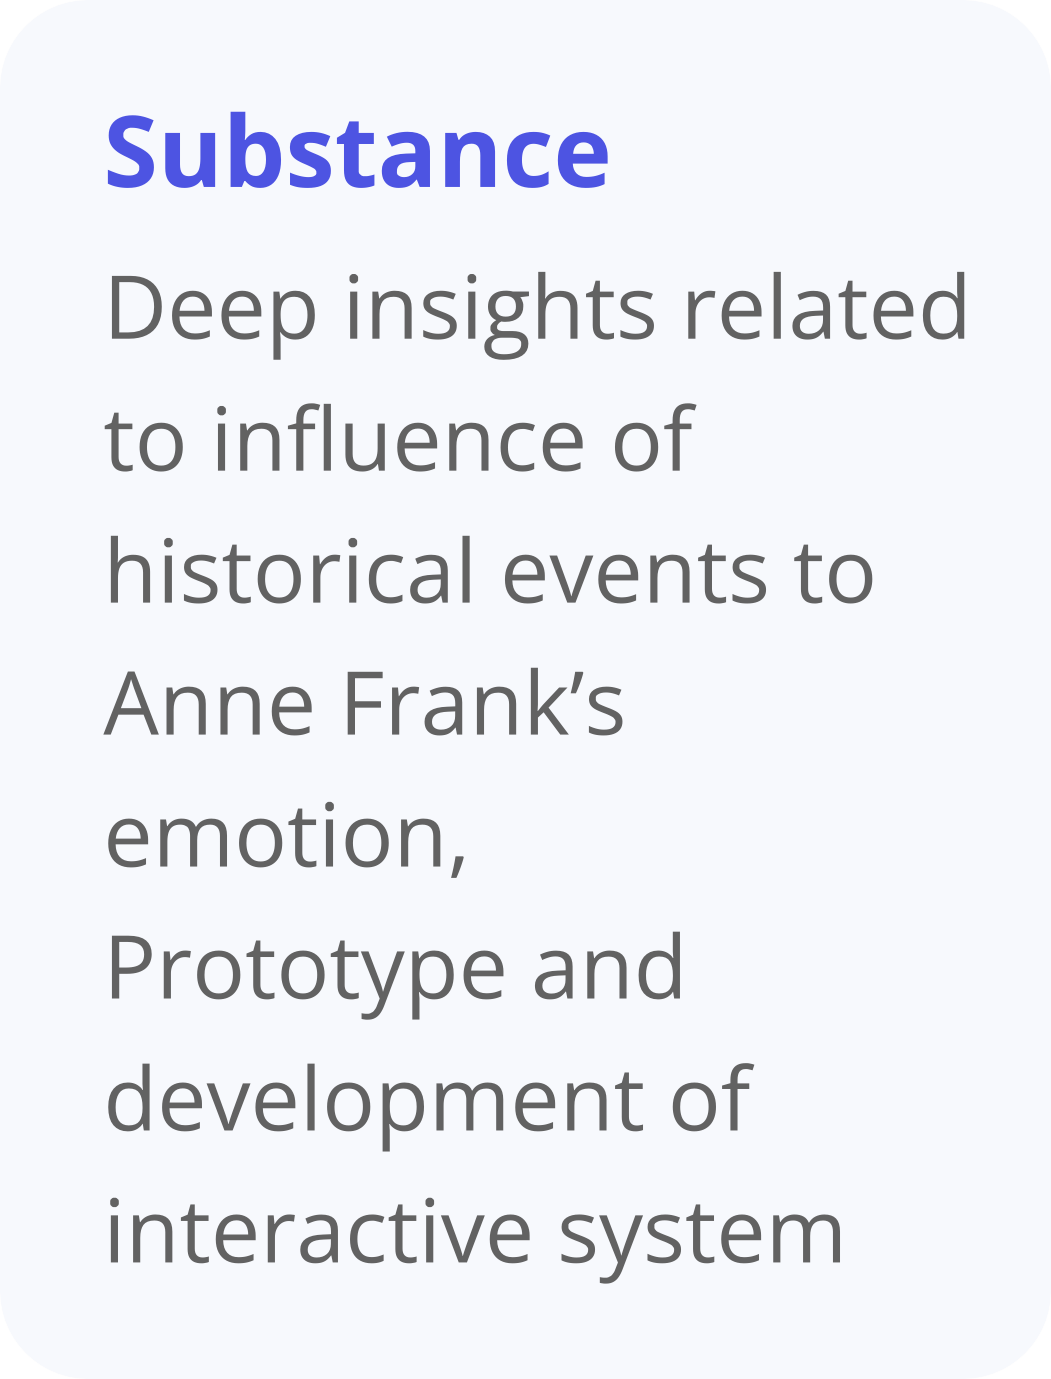 Substance
Deep insights related
to influence of
historical events to
Anne Frank’s
emotion,
Prototype and
development of
interactive system